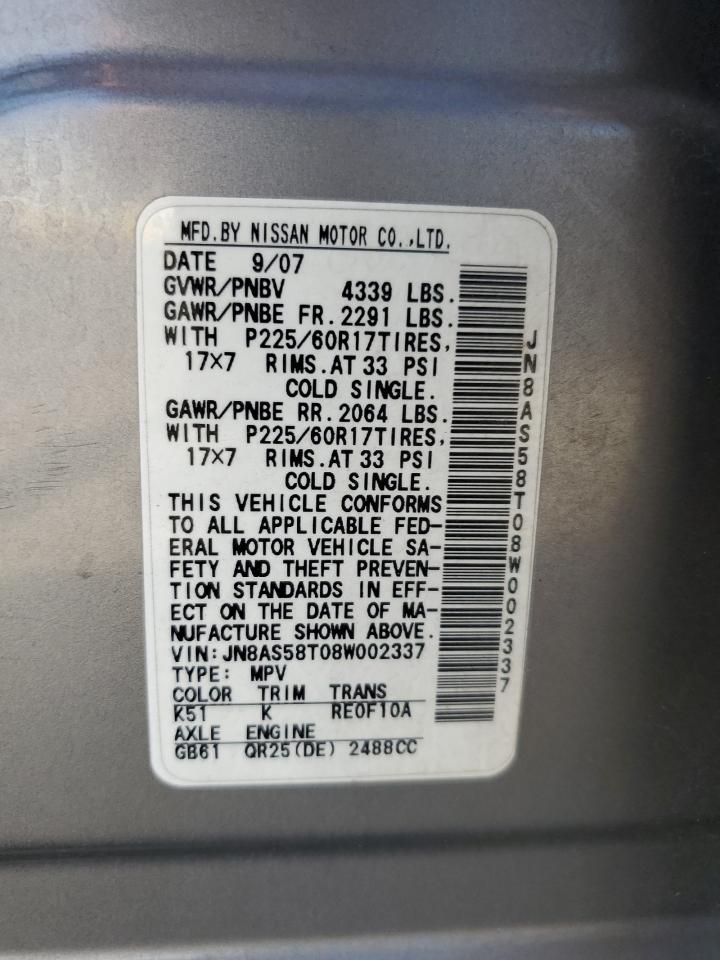 MFD.BY NISSAN MOTOR CO.,LTD.
DATE 9/07
GVWR/PNBV 4339 LBS.
GAWR/PNBE FR.2291 LBS.
WITH P225/60R17TIRES,
17×7 RIMS.AT 33 PSI
COLD SINGLE.
GAWR/PNBE RR.2064 LBS.
WITH P225/60R17TIRES,
17×7 RIMS.AT 33 PSI
COLD SINGLE.
THIS VEHICLE CONFORMS
TO ALL APPLICABLE FED-
ERAL MOTOR VEHICLE SA-
FETY AND THEFT PREVEN-
TION STANDARDS IN EFF-
ECT ON THE DATE OF MA-
NUFACTURE SHOWN ABOVE.
VIN:JN8AS58T08W002337
TYPE: MPV
COLOR TRIM TRANS
K51 K RE0F10A
AXLE ENGINE
GB61 QR25(DE) 2488CC
JN8AS58T08W002337